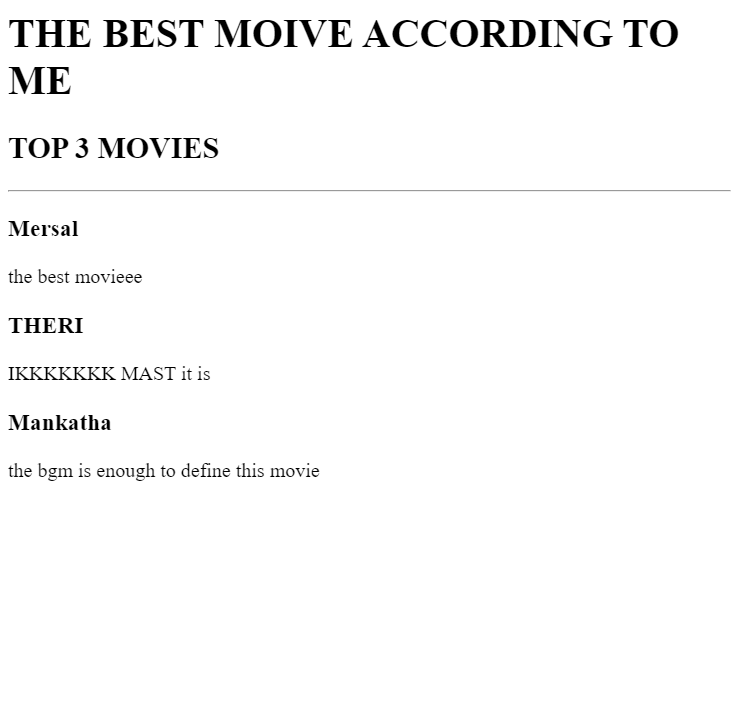 THE BEST MOIVE ACCORDING TO
ME
TOP 3 MOVIES
Mersal
the best movieee
THERI
IKKKKKKK MAST it is
Mankatha
the bgm is enough to define this movie